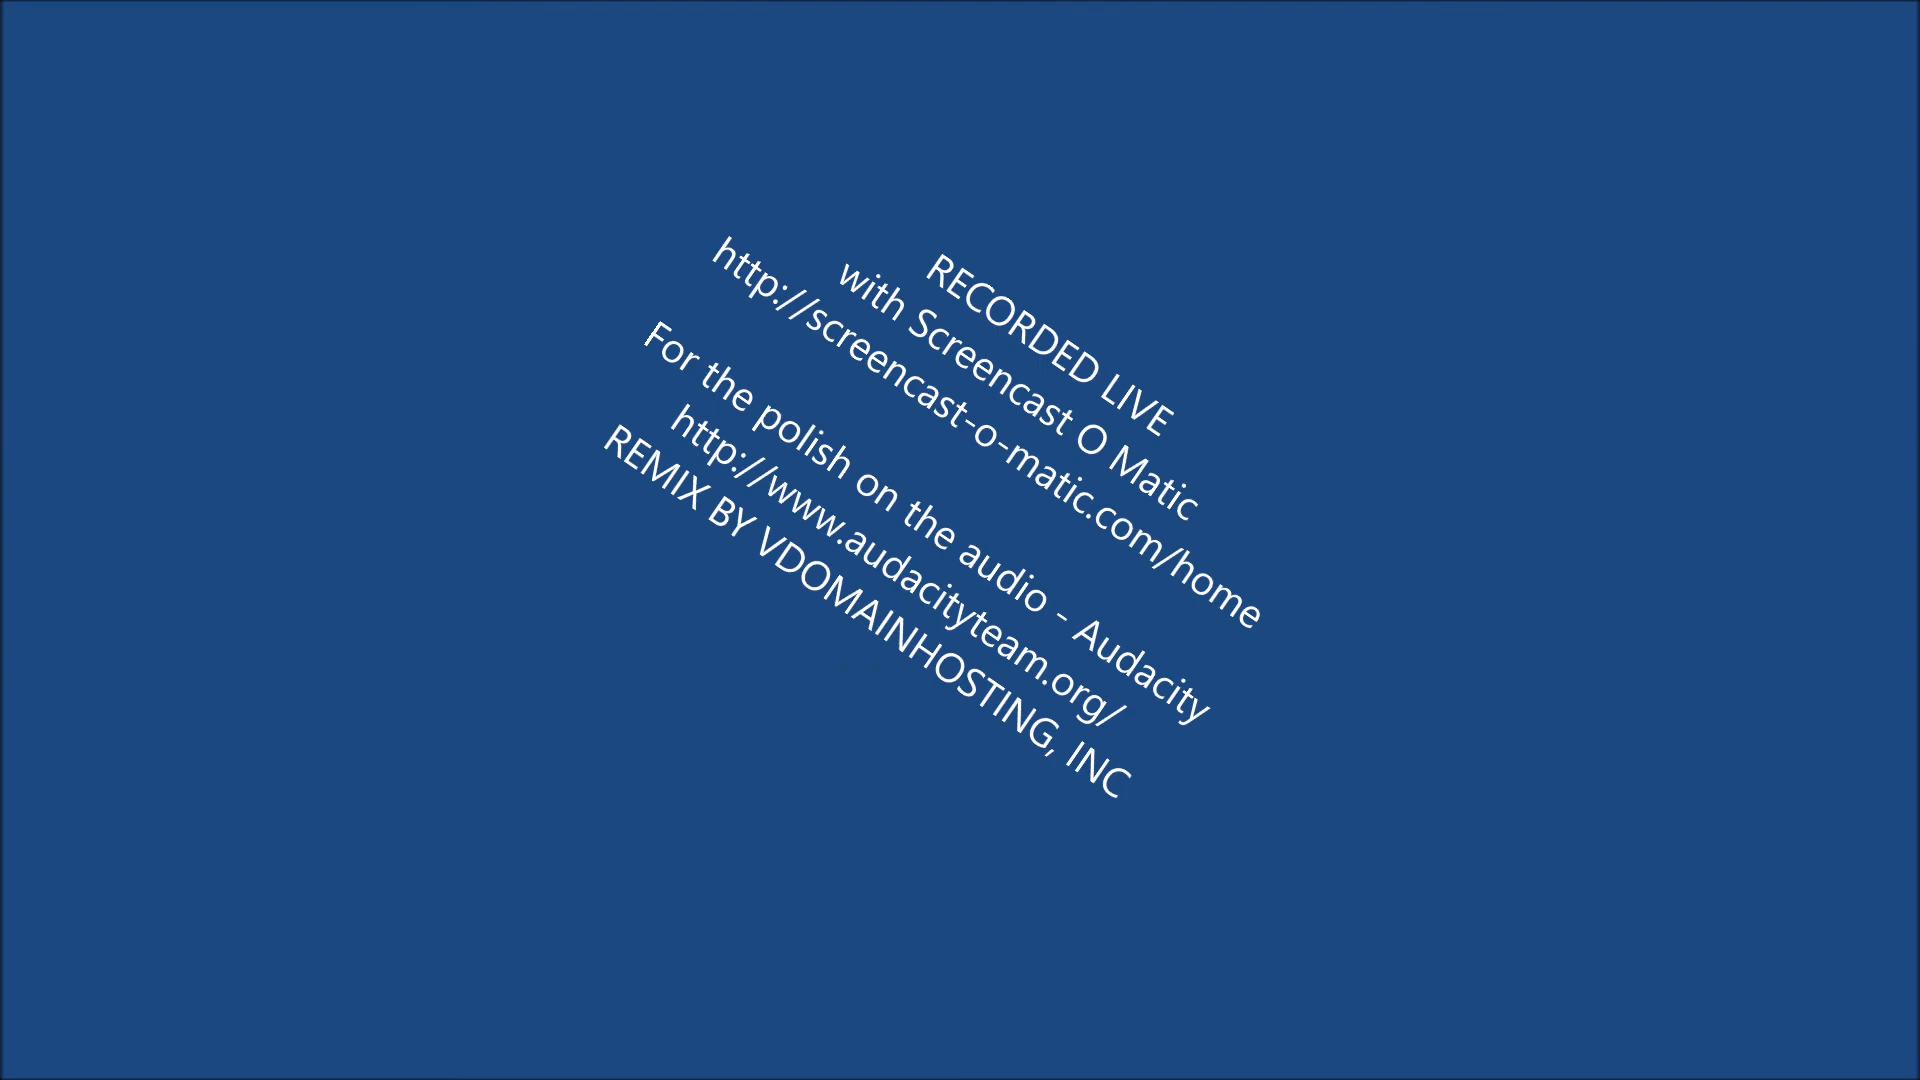 RECORDED LIVE
with Screencast O Matic
http://screencast-o-matic.com/home
For the polish on the audio - Audacity
http://www.audacityteam.org/
REMIX BY VDOMAINHOSTING, INC